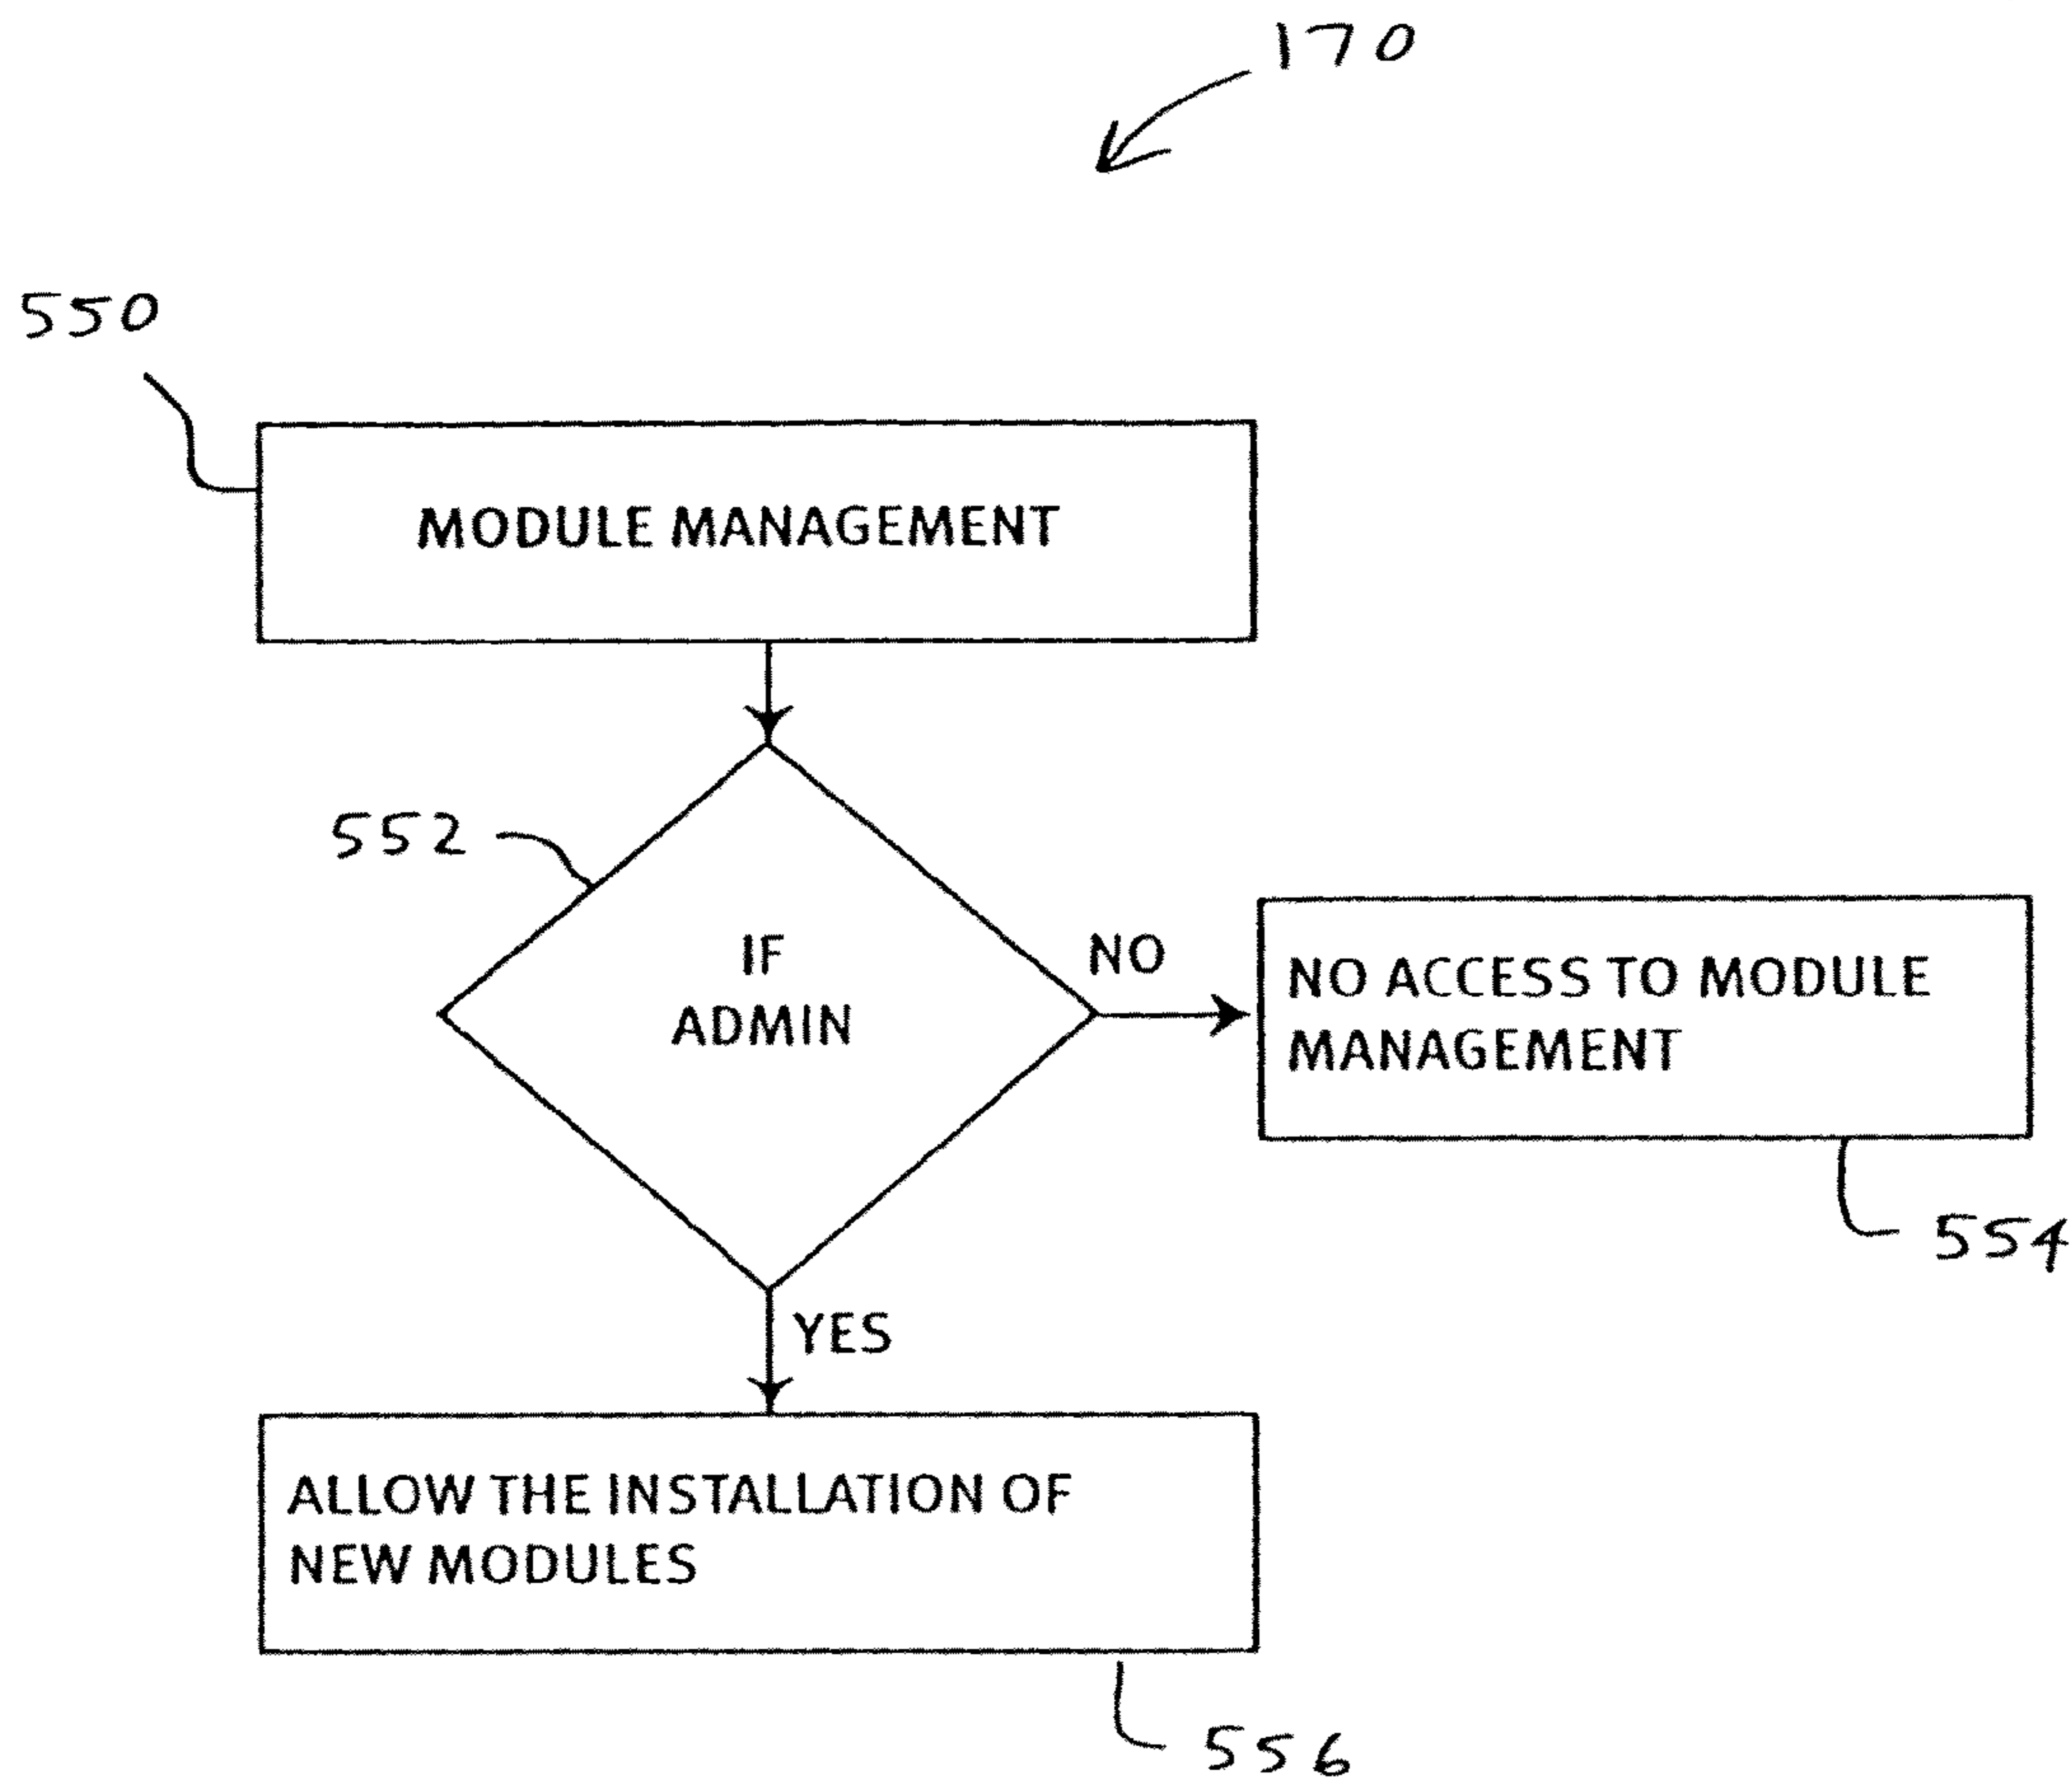 170
550
MODULE MANAGEMENT
552
IF
ADMIN
NO
NO ACCESS TO MODULE
MANAGEMENT
554
YES
ALLOW THE INSTALLATION OF
NEW MODULES
556